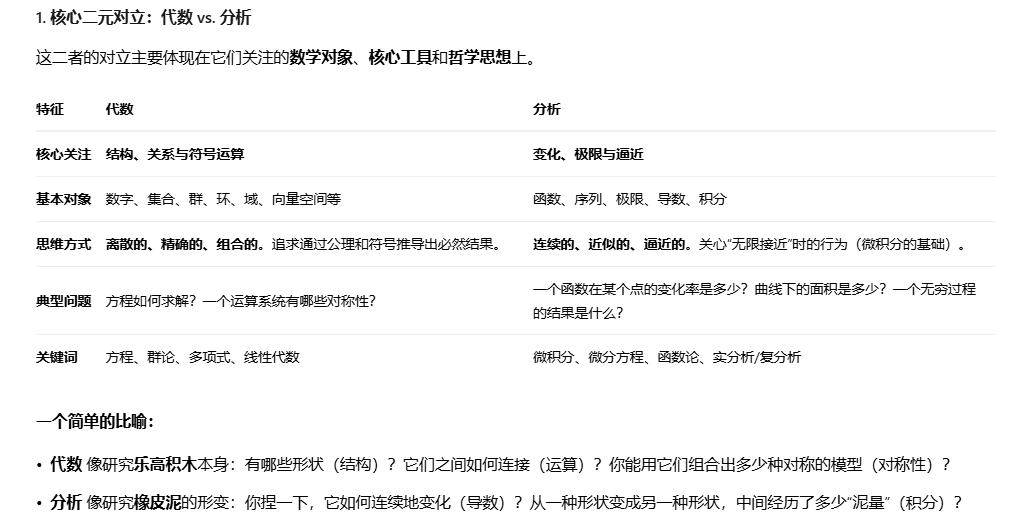 1. 核心二元对立：代数 vs. 分析
这二者的对立主要体现在它们关注的数学对象、核心工具和哲学思想上。
特征 代数 分析
核心关注 结构、关系与符号运算 变化、极限与逼近
基本对象 数字、集合、群、环、域、向量空间等 函数、序列、极限、导数、积分
思维方式 离散的、精确的、组合的。追求通过公理和符号推导出必然结果。 连续的、近似的、逼近的。关心“无限接近”时的行为（微积分的基础）。
典型问题 方程如何求解？一个运算系统有哪些对称性？ 一个函数在某个点的变化率是多少？曲线下的面积是多少？一个无穷过程
的结果是什么？
关键词 方程、群论、多项式、线性代数 微积分、微分方程、函数论、实分析/复分析
一个简单的比喻：
• 代数 像研究乐高积木本身：有哪些形状（结构）？它们之间如何连接（运算）？你能用它们组合出多少种对称的模型（对称性）？
• 分析 像研究橡皮泥的形变：你捏一下，它如何连续地变化（导数）？从一种形状变成另一种形状，中间经历了多少“泥量”（积分）？